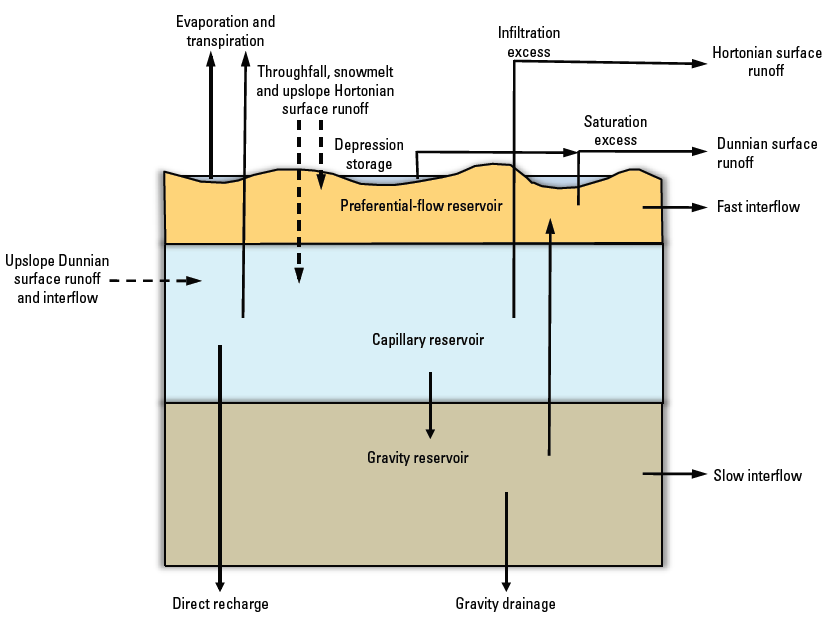 Evaporation and
transpiration
Throughfall, snowmelt
and upslope Hortonian
surface runoff
Infiltration
excess
Hortonian surface
runoff
Depression
storage
Saturation
excess
Dunnian surface
runoff
Preferential-flow reservoir
Fast interflow
Upslope Dunnian
surface runoff
and interflow
Capillary reservoir
Gravity reservoir
Slow interflow
Direct recharge
Gravity drainage